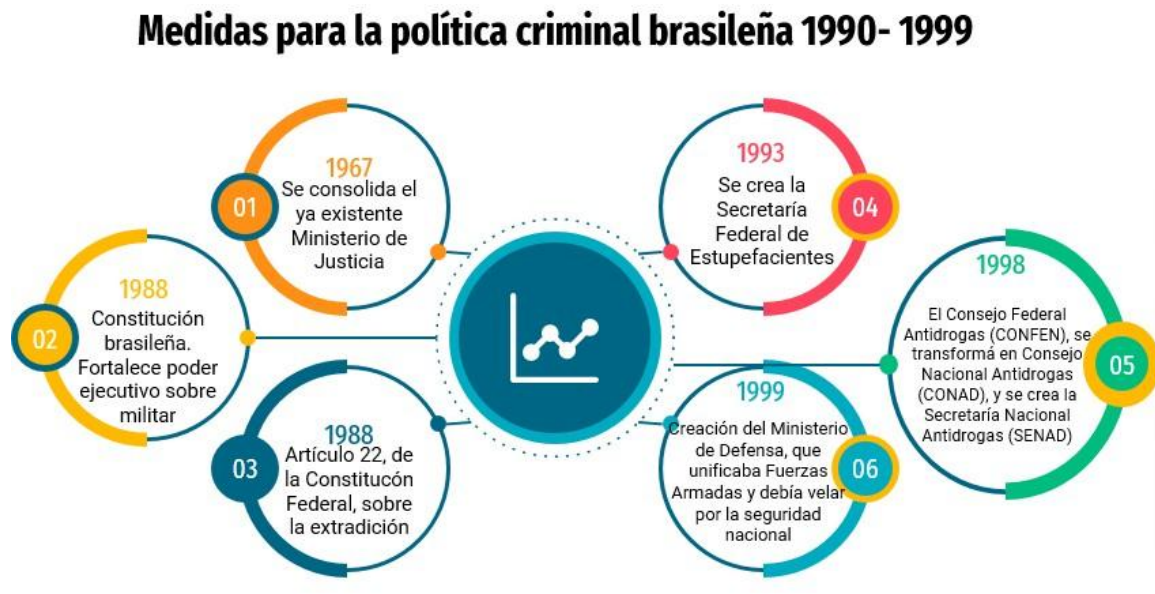 Medidas para la política criminal brasileña 1990- 1999
01
1967
Se consolida el
ya existente
Ministerio de
Justicia
02
1988
Constitución
brasileña.
Fortalece poder
ejecutivo sobre
militar
03
1988
Artículo 22, de
la Constitucón
Federal, sobre
la extradición
04
1993
Se crea la
Secretaría
Federal de
Estupefacientes
05
1998
El Consejo Federal
Antidrogas (CONFEN), se
transformá en Consejo
Nacional Antidrogas
(CONAD), y se crea la
Secretaría Nacional
Antidrogas (SENAD)
06
1999
Creación del Ministerio
de Defensa, que
unificaba Fuerzas
Armadas y debía velar
por la seguridad
nacional